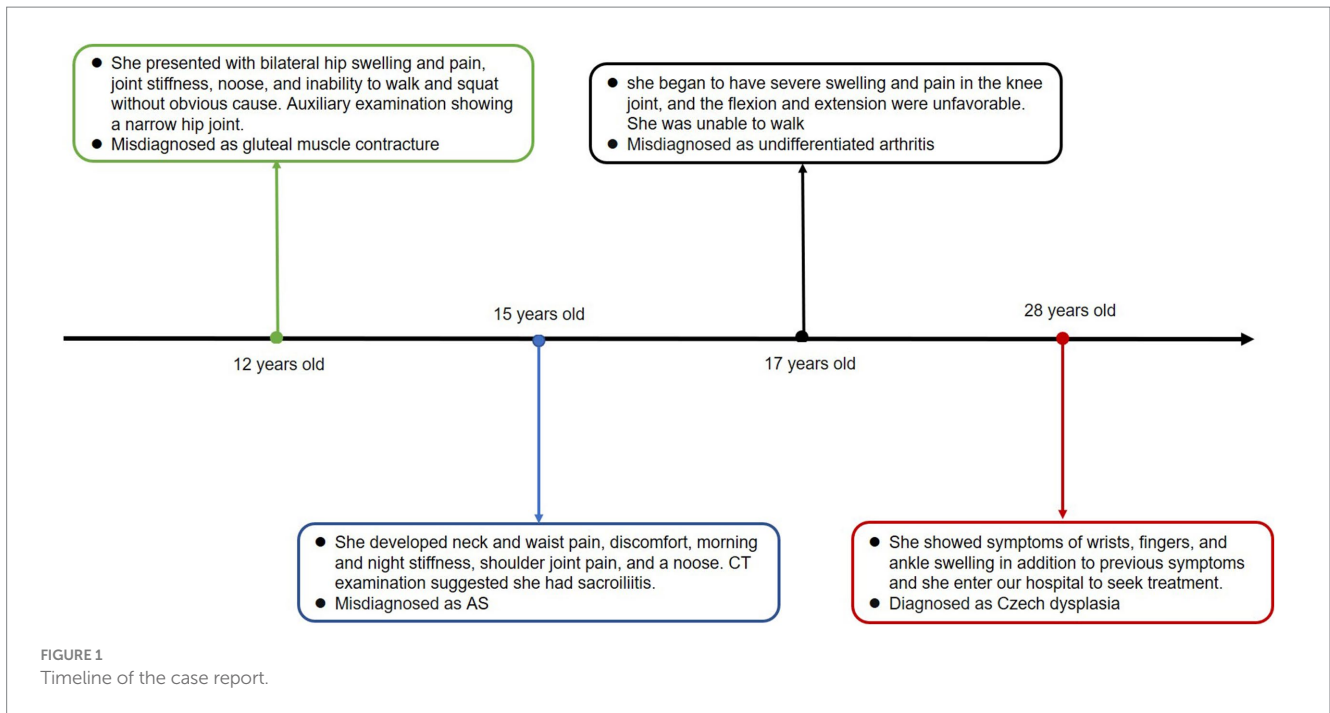 ● She presented with bilateral hip swelling and pain,
joint stiffness, noose, and inability to walk and squat
without obvious cause. Auxiliary examination showing
a narrow hip joint.
● Misdiagnosed as gluteal muscle contracture
● she began to have severe swelling and pain in the knee
joint, and the flexion and extension were unfavorable.
She was unable to walk
● Misdiagnosed as undifferentiated arthritis
12 years old
15 years old
17 years old
28 years old
● She developed neck and waist pain, discomfort, morning
and night stiffness, shoulder joint pain, and a noose. CT
examination suggested she had sacroiliitis.
● Misdiagnosed as AS
● She showed symptoms of wrists, fingers, and
ankle swelling in addition to previous symptoms
and she enter our hospital to seek treatment.
● Diagnosed as Czech dysplasia
FIGURE 1
Timeline of the case report.